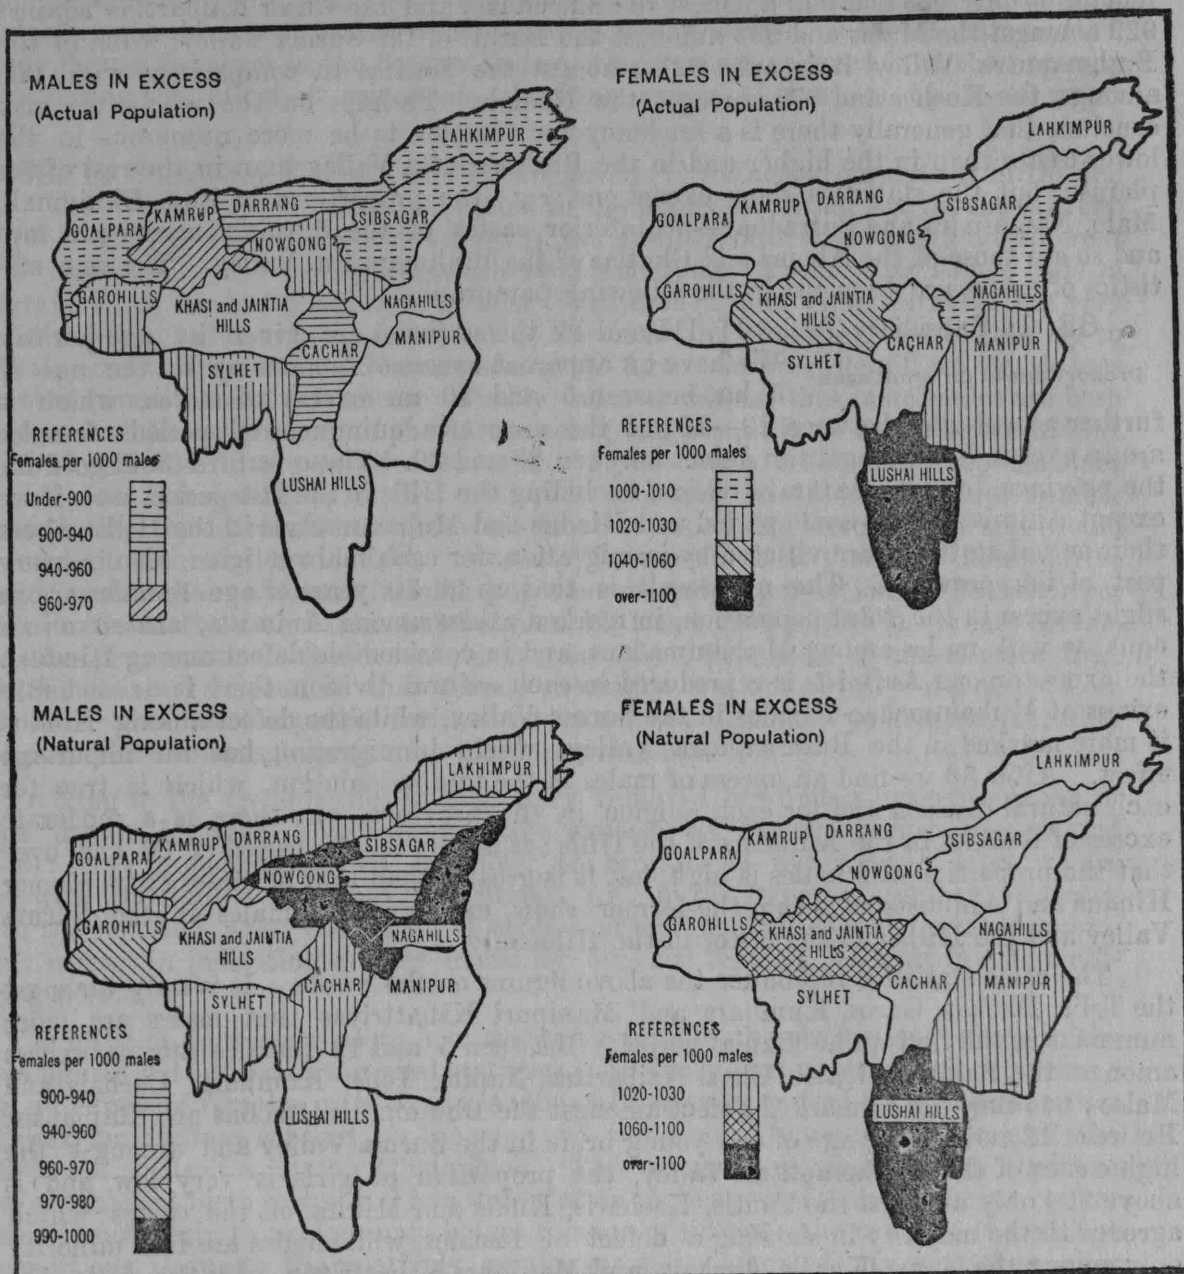 MALES IN EXCESS
(Actual Population)
LAHKIMPUR
GOALPARA
KAMRUP
DARRANG
SIBSAGAR
NOWGONG
GAROHILLS
KHASI and JAINTIA
HILLS
NAGAHILLS
CACHAR
MANIPUR
SYLHET
LUSHAI HILLS
REFERENCES
Females per 1000 males
Under-900
900-940
940-960
960-970
FEMALES IN EXCESS
(Actual Population)
LAHKIMPUR
GOALPARA
KAMRUP
DARRANG
SIBSAGAR
NOWGONG
GAROHILLS
KHASI and JAINTIA
HILLS
NAGAHILLS
CACHAR
MANIPUR
SYLHET
LUSHAI HILLS
REFERENCES
Females per 1000 males
1000-1010
1020-1030
1040-1060
over-1100
MALES IN EXCESS
(Natural Population)
LAKHIMPUR
GOALPARA
KAMRUP
DARRANG
SIBSAGAR
NOWGONG
GAROHILLS
KHASI and JAINTIA
HILLS
NAGAHILLS
CACHAR
MANIPUR
SYLHET
LUSHAI HILLS
REFERENCES
Females per 1000 males
900-940
940-960
960-970
970-980
990-1000
FEMALES IN EXCESS
(Natural Population)
LAHKIMPUR
GOALPARA
KAMRUP
DARRANG
SIBSAGAR
NOWGONG
GAROHILLS
KHASI and JAINTIA
HILLS
NAGAHILLS
CACHAR
MANIPUR
SYLHET
LUSHAI HILLS
REFERENCES
Females per 1000 males
1020-1030
1060-1100
over-1100